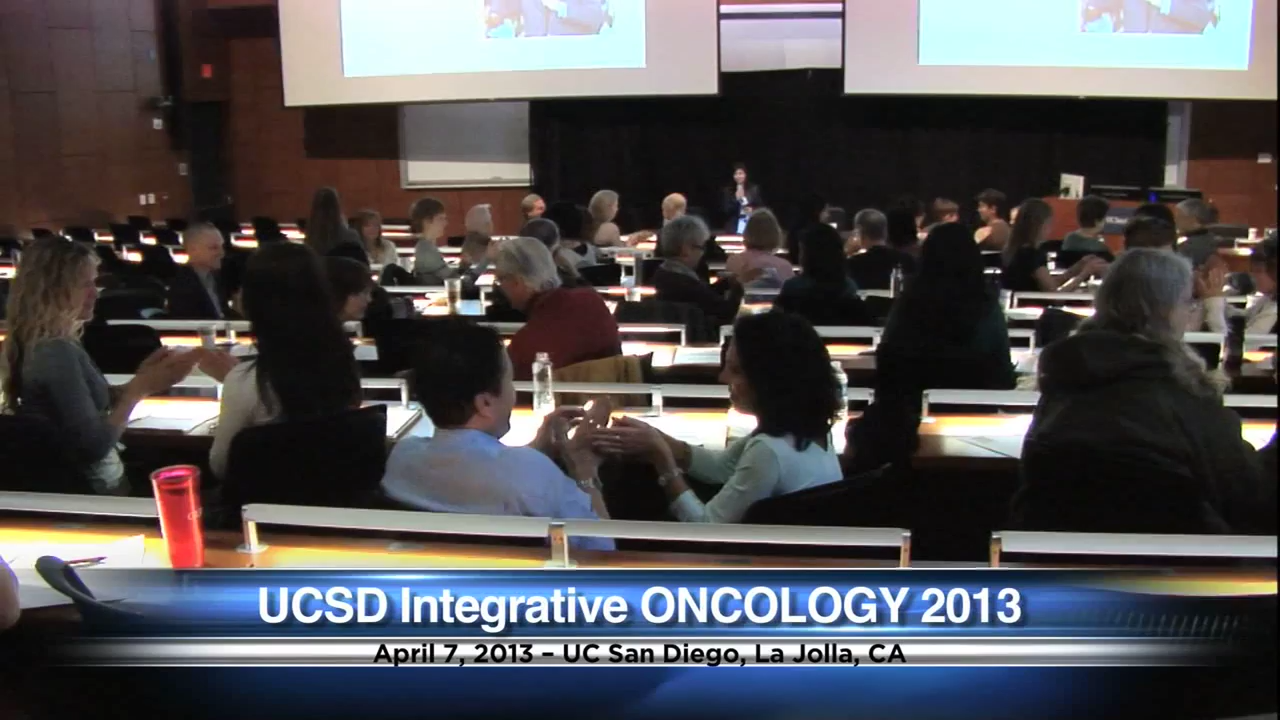 UCSD Integrative ONCOLOGY 2013
April 7, 2013 – UC San Diego, La Jolla, CA